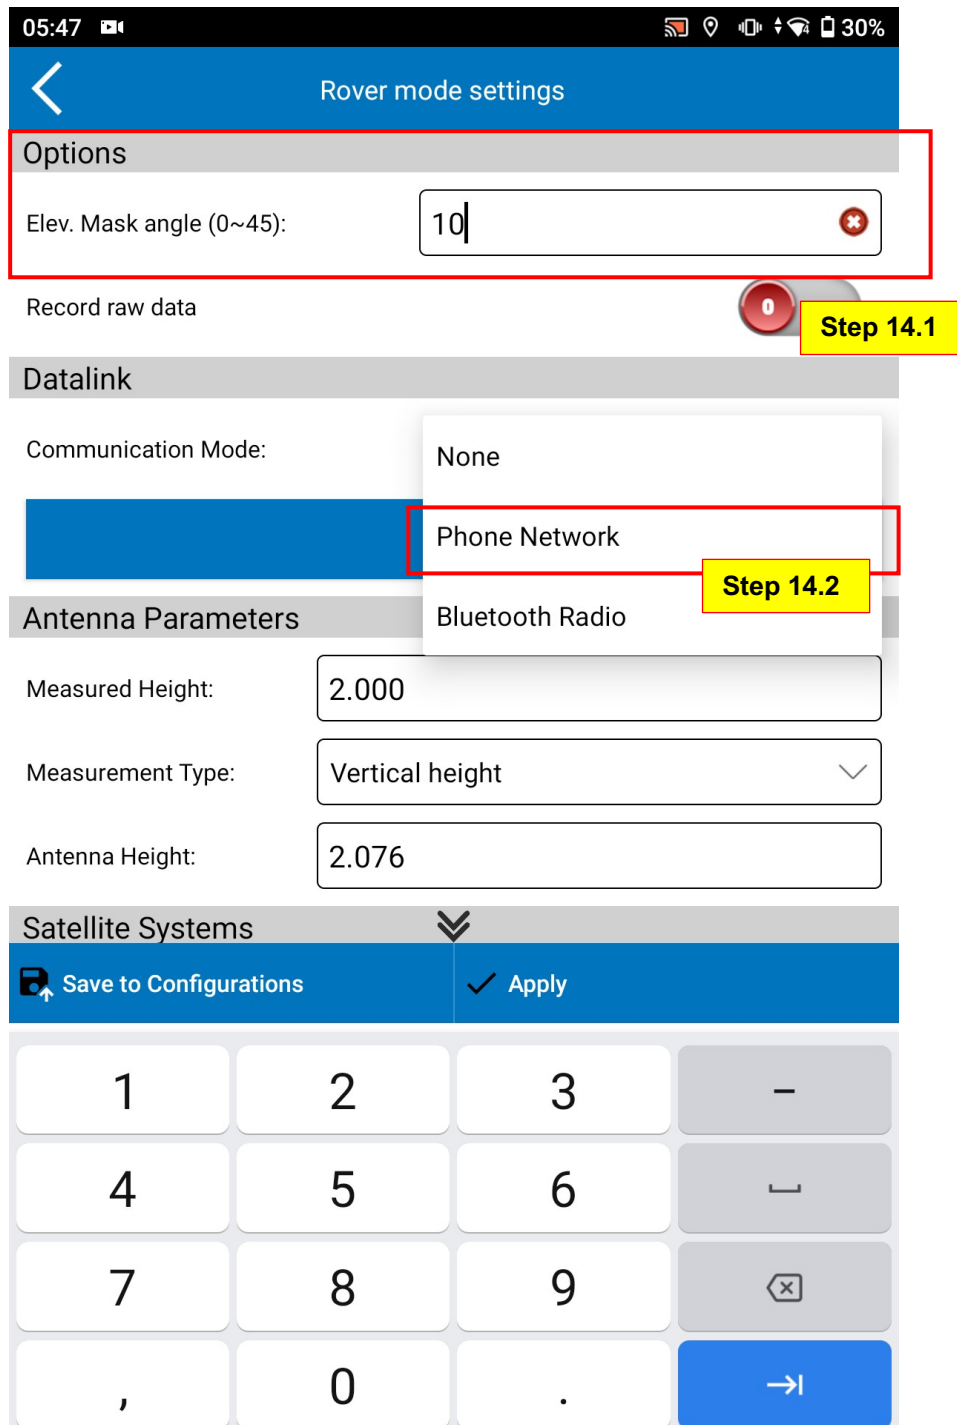 05:47 30%
Rover mode settings
Options
Elev. Mask angle (0~45): 10
Record raw data 0
Step 14.1
Datalink
Communication Mode:
None
Phone Network
Step 14.2
Bluetooth Radio
Antenna Parameters
Measured Height: 2.000
Measurement Type: Vertical height
Antenna Height: 2.076
Satellite Systems
Save to Configurations Apply
1 2 3 –
4 5 6
7 8 9
, 0 .